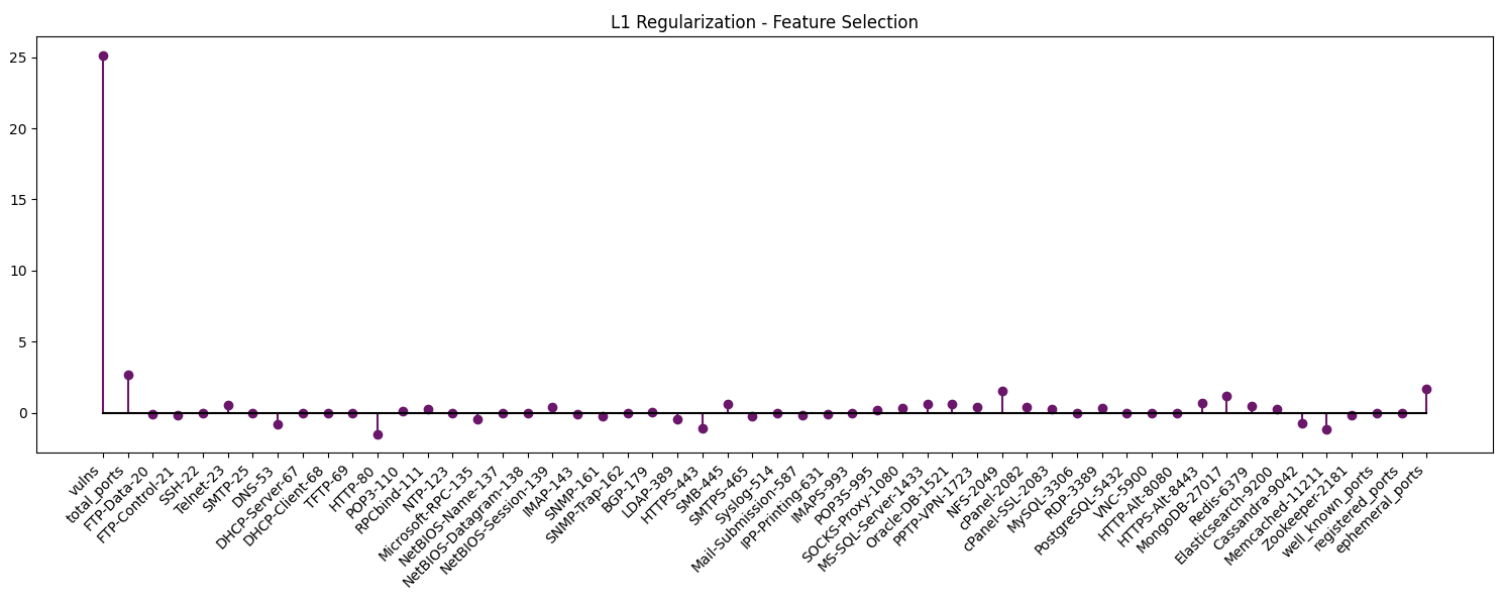 L1 Regularization - Feature Selection
25
20
15
10
5
0
vulns
total_ports
FTP-Data-20
FTP-Control-21
SSH-22
Telnet-23
SMTP-25
DNS-53
DHCP-Server-67
DHCP-Client-68
TFTP-69
HTTP-80
POP3-110
RPCbind-111
NTP-123
Microsoft-RPC-135
NetBIOS-Name-137
NetBIOS-Datagram-138
NetBIOS-Session-139
IMAP-143
SNMP-161
SNMP-Trap-162
BGP-179
LDAP-389
HTTPS-443
SMB-445
SMTPS-465
Syslog-514
Mail-Submission-587
IPP-Printing-631
IMAPS-993
POP3S-995
SOCKS-Proxy-1080
MS-SQL-Server-1433
Oracle-DB-1521
PPTP-VPN-1723
NFS-2049
cPanel-2082
cPanel-SSL-2083
MySQL-3306
RDP-3389
PostgreSQL-5432
VNC-5900
HTTP-Alt-8080
HTTPS-Alt-8443
MongoDB-27017
Redis-6379
Elasticsearch-9200
Cassandra-9042
Memcached-11211
Zookeeper-2181
well_known_ports
registered_ports
ephemeral_ports